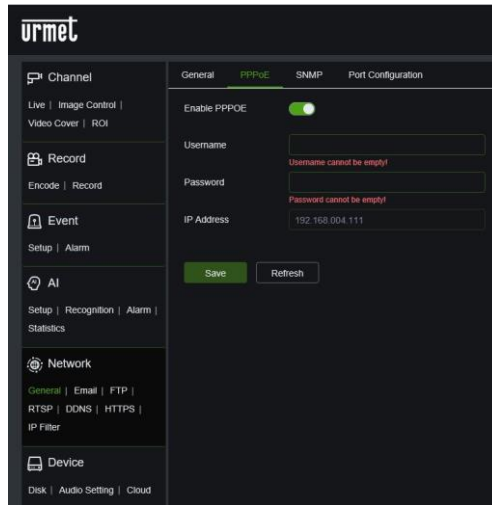 urmet
Channel
Live | Image Control |
Video Cover | ROI
Record
Encode | Record
Event
Setup | Alarm
AI
Setup | Recognition | Alarm |
Statistics
Network
General | Email | FTP |
RTSP | DDNS | HTTPS |
IP Filter
Device
Disk | Audio Setting | Cloud
General PPPoE SNMP Port Configuration
Enable PPPOE
Username
Username cannot be empty!
Password
Password cannot be empty!
IP Address 192.168.004.111
Save Refresh